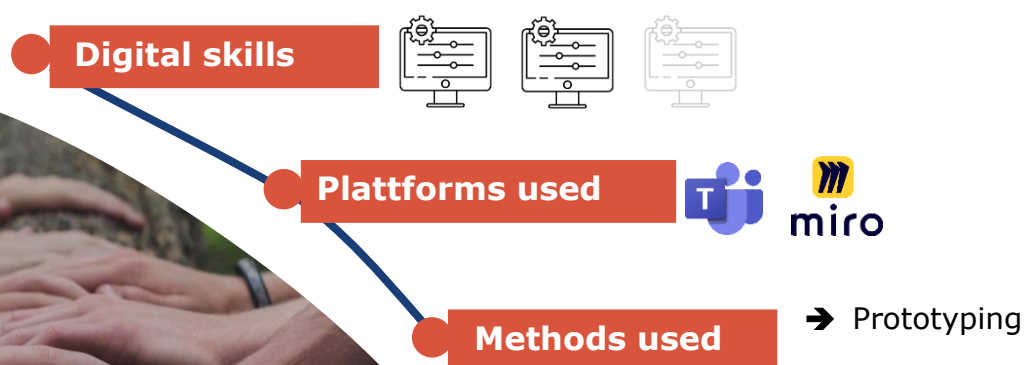 Digital skills
Plattforms used
T
miro
Methods used
➔ Prototyping